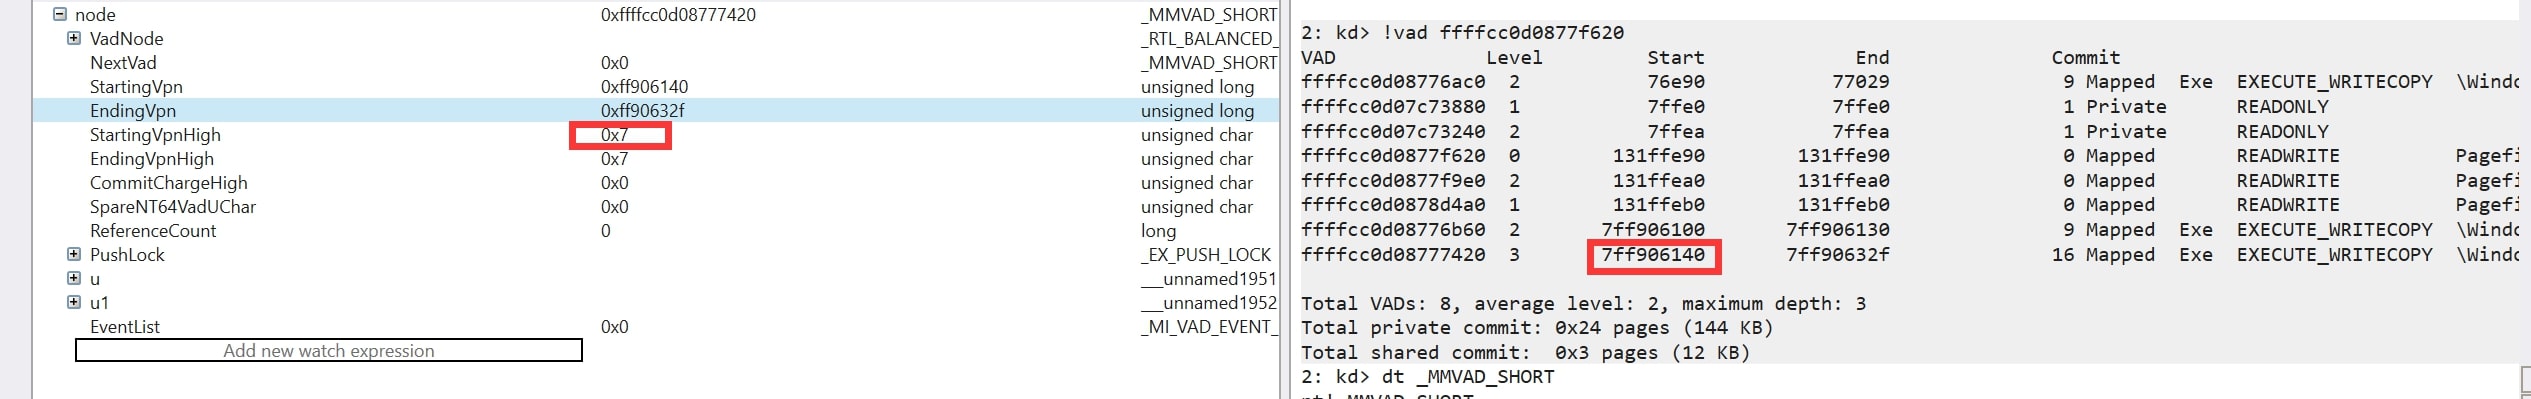 node 0xffffcc0d08777420 _MMVAD_SHORT
VadNode _RTL_BALANCED_
NextVad 0x0 _MMVAD_SHORT
StartingVpn 0xff906140 unsigned long
EndingVpn 0xff90632f unsigned long
StartingVpnHigh 0x7 unsigned char
EndingVpnHigh 0x7 unsigned char
CommitChargeHigh 0x0 unsigned char
SpareNT64VadUChar 0x0 unsigned char
ReferenceCount 0 long
PushLock _EX_PUSH_LOCK
u __unnamed1951
u1 __unnamed1952
EventList 0x0 _MI_VAD_EVENT_
Add new watch expression
2: kd> !vad ffffcc0d0877f620
VAD Level Start End Commit
ffffcc0d08776ac0 2 76e90 77029 9 Mapped Exe EXECUTE_WRITECOPY \Windo
ffffcc0d07c73880 1 7ffe0 7ffe0 1 Private READONLY
ffffcc0d07c73240 2 7ffea 7ffea 1 Private READONLY
ffffcc0d0877f620 0 131ffe90 131ffe90 0 Mapped READWRITE Pagefi
ffffcc0d0877f9e0 2 131ffea0 131ffea0 0 Mapped READWRITE Pagefi
ffffcc0d0878d4a0 1 131ffeb0 131ffeb0 0 Mapped READWRITE Pagefi
ffffcc0d08776b60 2 7ff906100 7ff906130 9 Mapped Exe EXECUTE_WRITECOPY \Windo
ffffcc0d08777420 3 7ff906140 7ff90632f 16 Mapped Exe EXECUTE_WRITECOPY \Windo
Total VADs: 8, average level: 2, maximum depth: 3
Total private commit: 0x24 pages (144 KB)
Total shared commit: 0x3 pages (12 KB)
2: kd> dt _MMVAD_SHORT